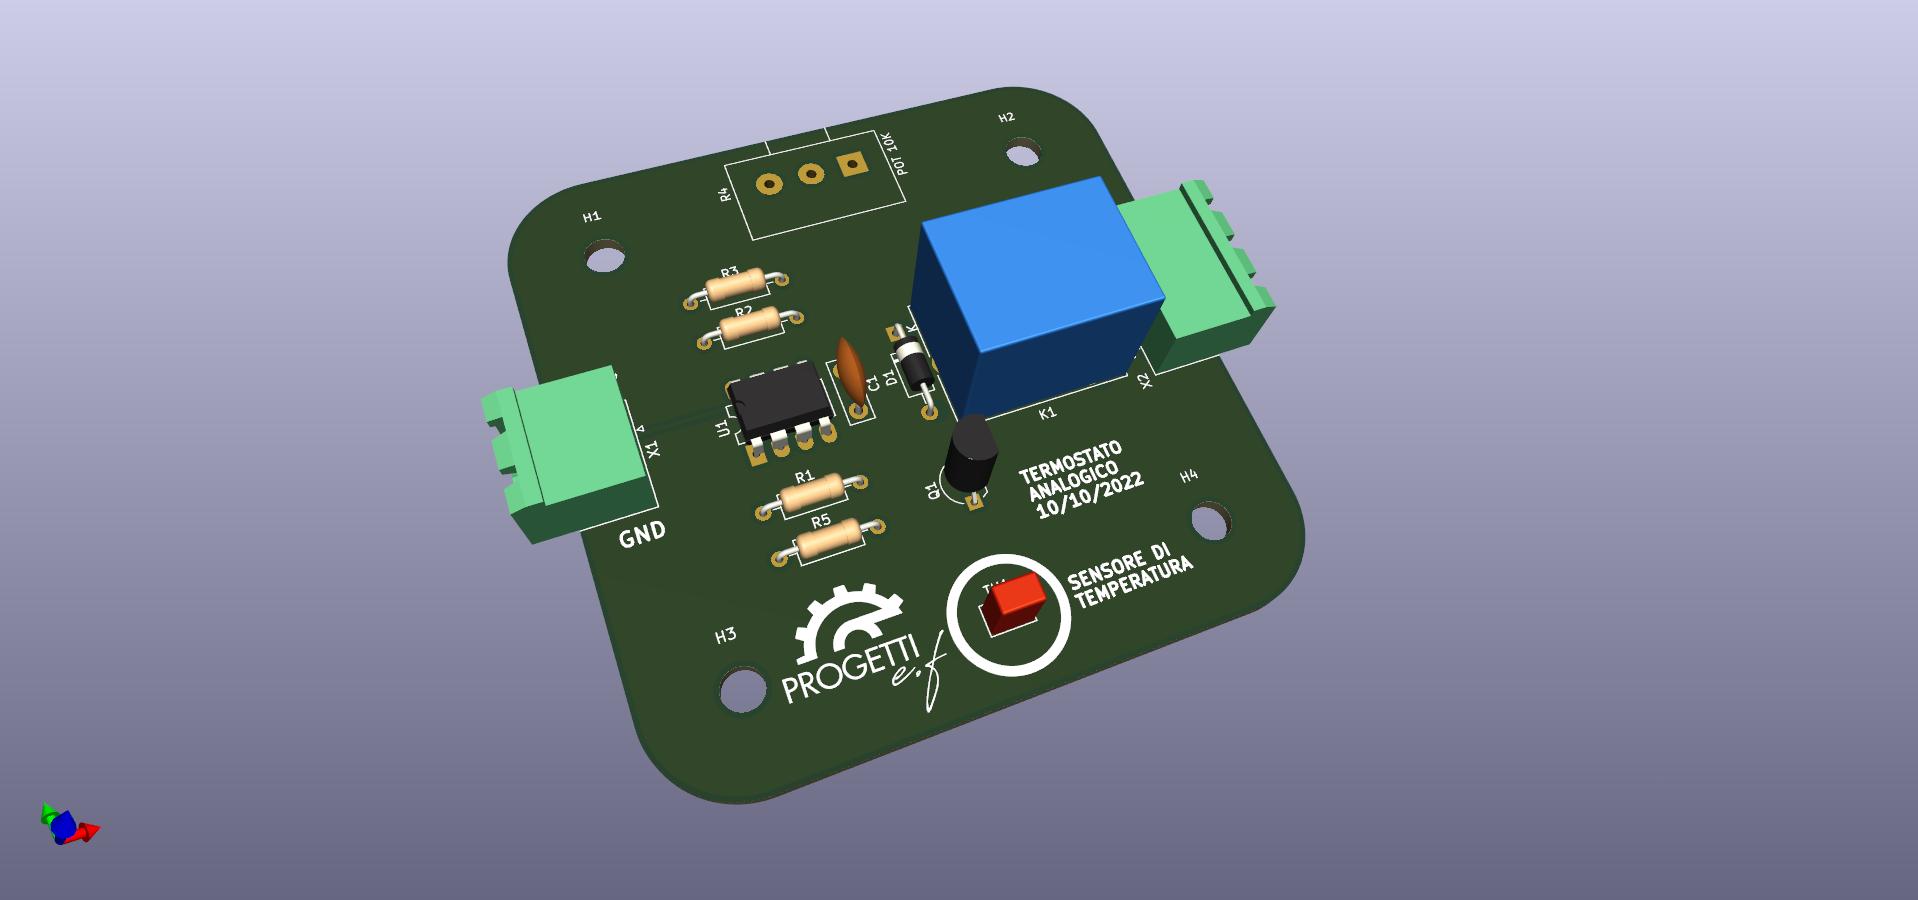 H2
POT 10K
R4
H1
R3
R2
K
D1
C1
X2
K1
U1
X1
TERMOSTATO
ANALOGICO
10/10/2022
H4
R1
Q1
GND
R5
SENSORE DI
TEMPERATURA
H3
PROGETTI
e.f